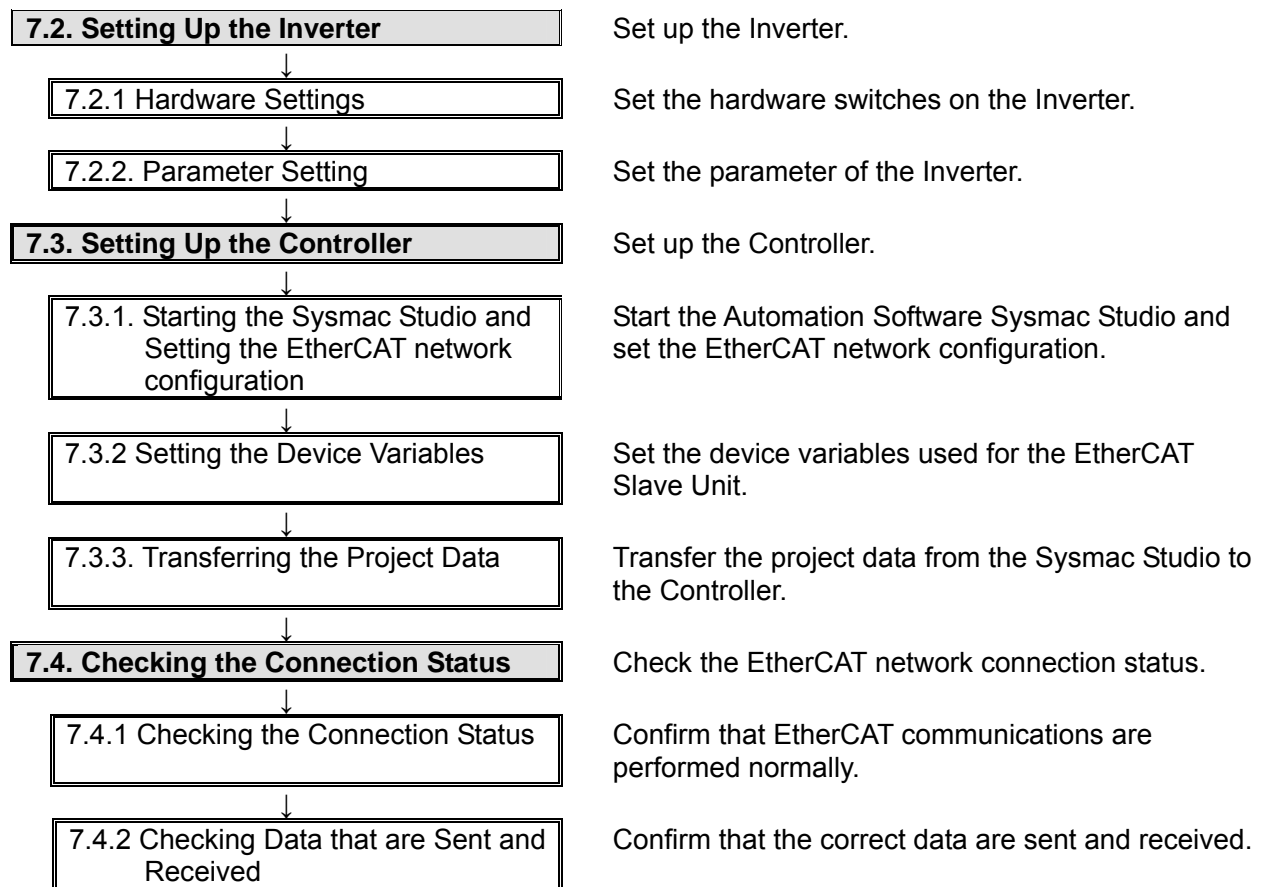 7.2. Setting Up the Inverter
Set up the Inverter.
↓
7.2.1 Hardware Settings
Set the hardware switches on the Inverter.
↓
7.2.2. Parameter Setting
Set the parameter of the Inverter.
↓
7.3. Setting Up the Controller
Set up the Controller.
↓
7.3.1. Starting the Sysmac Studio and
Setting the EtherCAT network
configuration
Start the Automation Software Sysmac Studio and
set the EtherCAT network configuration.
↓
7.3.2 Setting the Device Variables
Set the device variables used for the EtherCAT
Slave Unit.
↓
7.3.3. Transferring the Project Data
Transfer the project data from the Sysmac Studio to
the Controller.
↓
7.4. Checking the Connection Status
Check the EtherCAT network connection status.
↓
7.4.1 Checking the Connection Status
Confirm that EtherCAT communications are
performed normally.
↓
7.4.2 Checking Data that are Sent and
Received
Confirm that the correct data are sent and received.